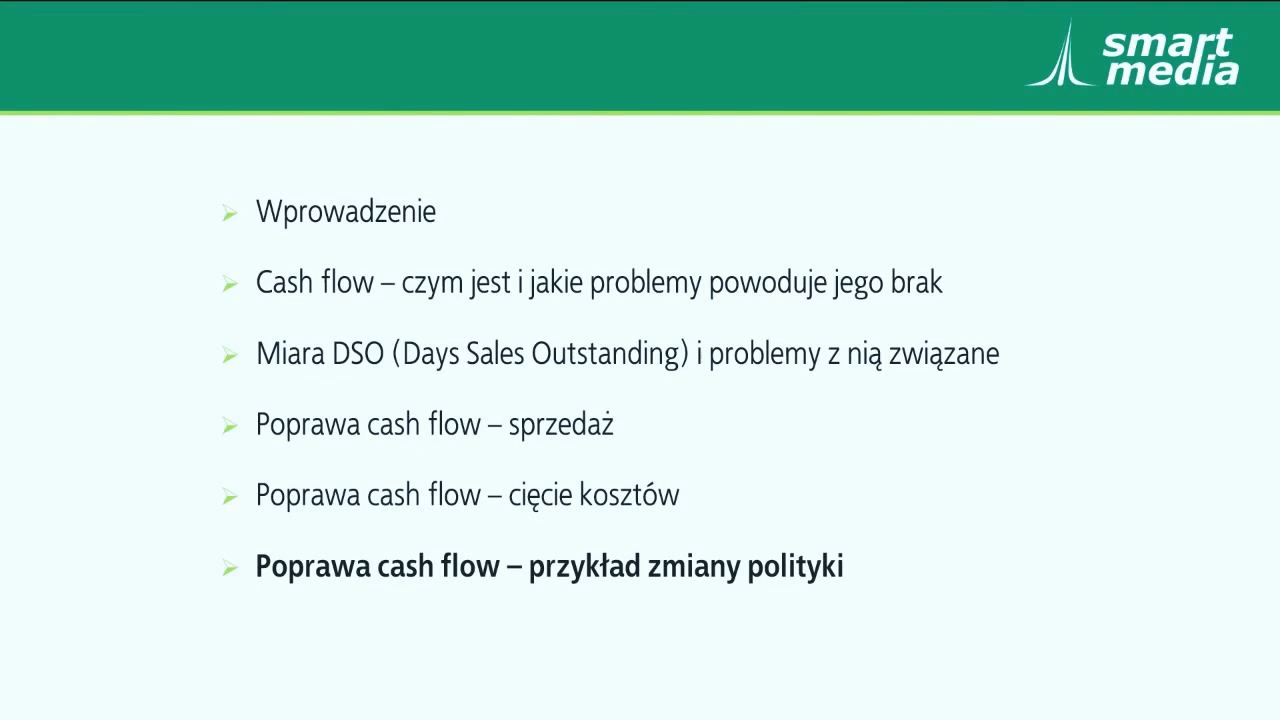 smart
media
Wprowadzenie
Cash flow – czym jest i jakie problemy powoduje jego brak
Miara DSO (Days Sales Outstanding) i problemy z nią związane
Poprawa cash flow – sprzedaż
Poprawa cash flow – cięcie kosztów
Poprawa cash flow – przykład zmiany polityki